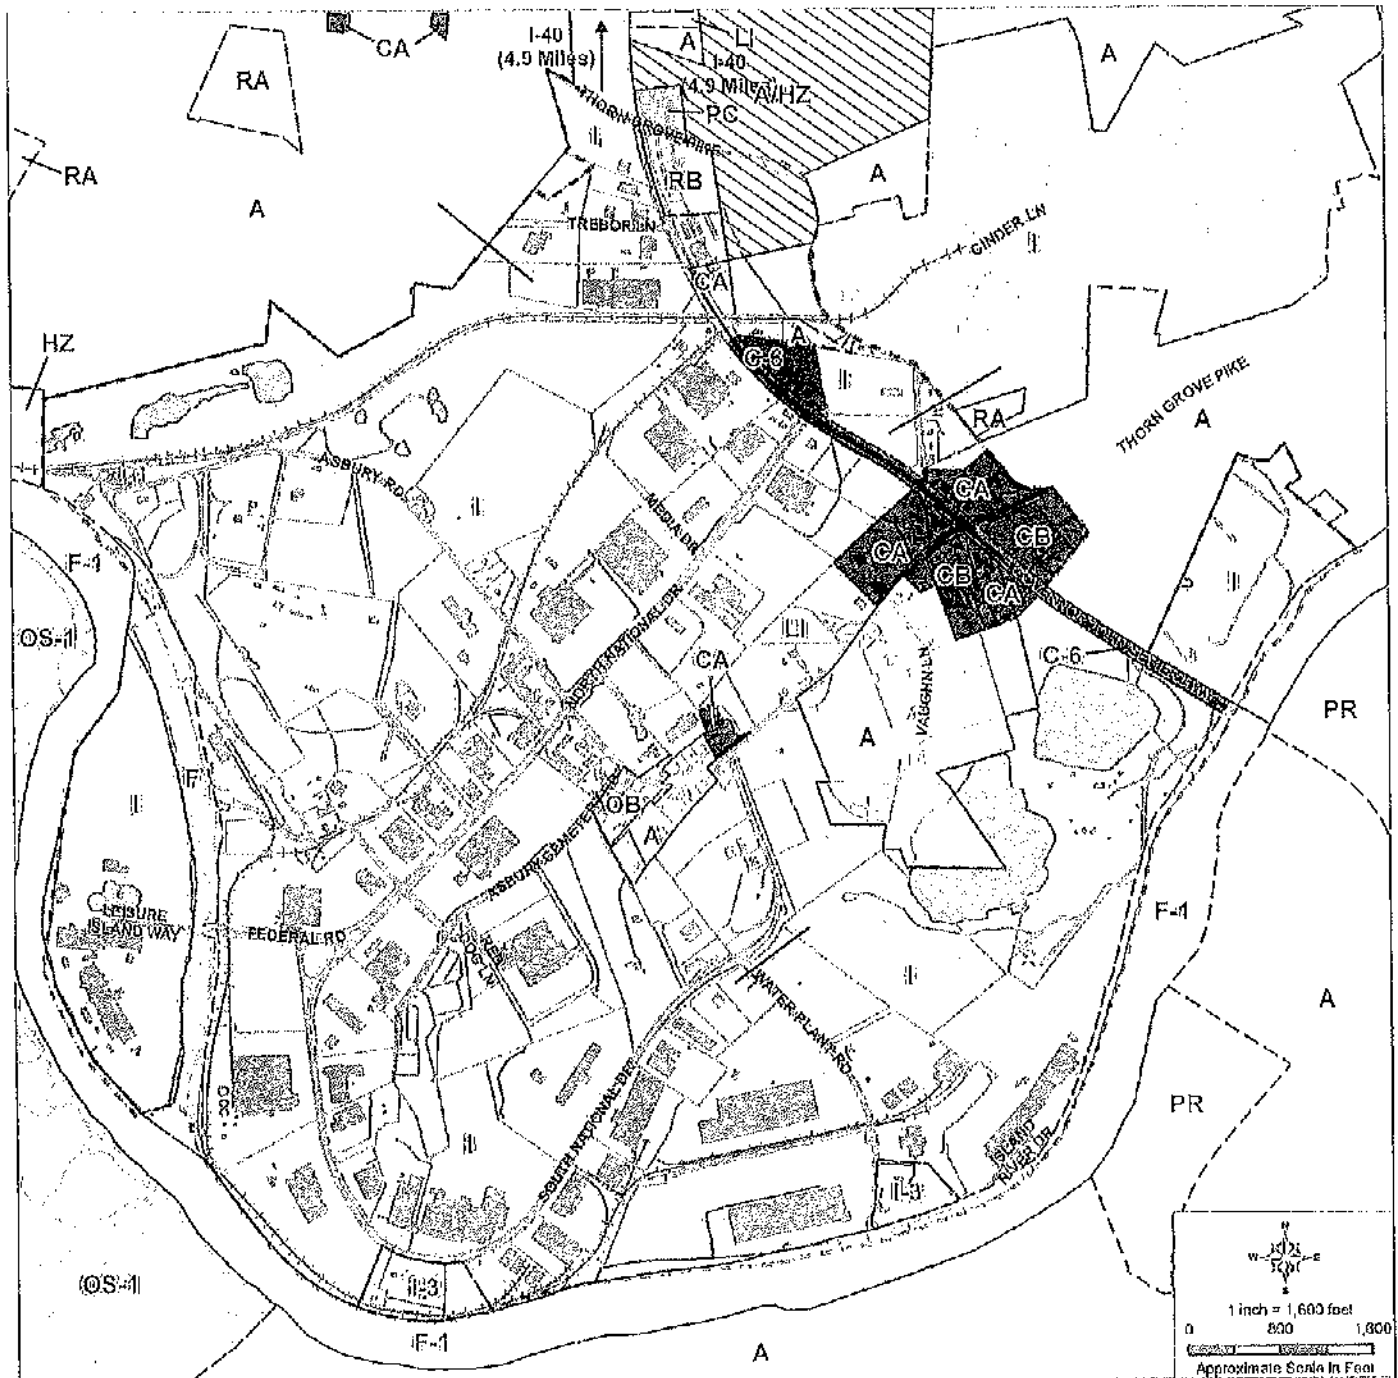 CA
I-40
(4.9 Miles)
A
LI
I-40
(4.9 Miles)
A/HZ
A
RA
THORN GROVE PIKE
PC
I
RA
RB
A
A
TREBOR LN
CINDER LN
I
CA
HZ
A
C-6
I
THORN GROVE PIKE
RA
A
ASBURY RD
I
MEDIA DR
CA
CB
CA
CB
CA
F-1
I
OS-1
NORTH NATIONAL DR
LI
CA
VAUGHN LN
C-6
PR
A
F
I
OB
A
ASBURY CEMETERY RD
LEISURE
ISLAND WAY
FEDERAL RD
F-1
I
WATER PLANT RD
A
PR
I
SOUTH NATIONAL DR
ISLAND
RIVER DR
I-3
OS-1
I-3
F-1
A
N
W
E
S
1 inch = 1,600 feet
0 800 1,600
Approximate Scale In Feet